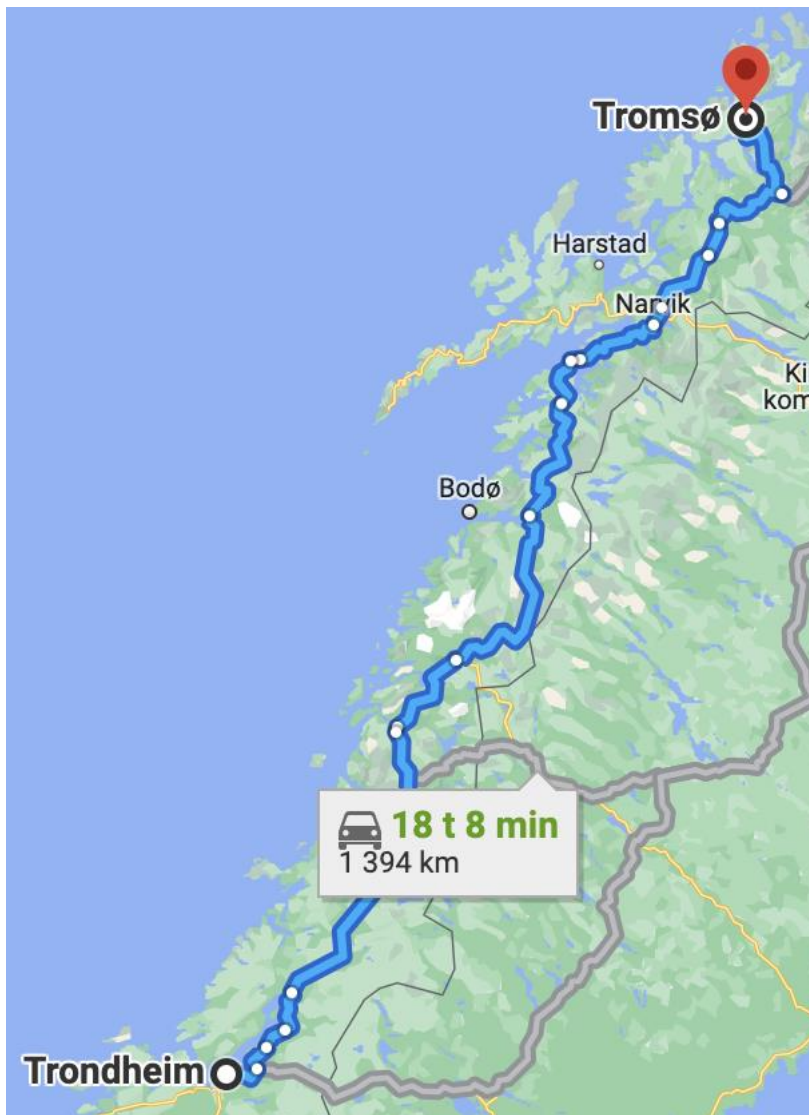 Tromsø
Harstad
Narvik
Ki
kom
Bodø
18 t 8 min
1 394 km
Trondheim